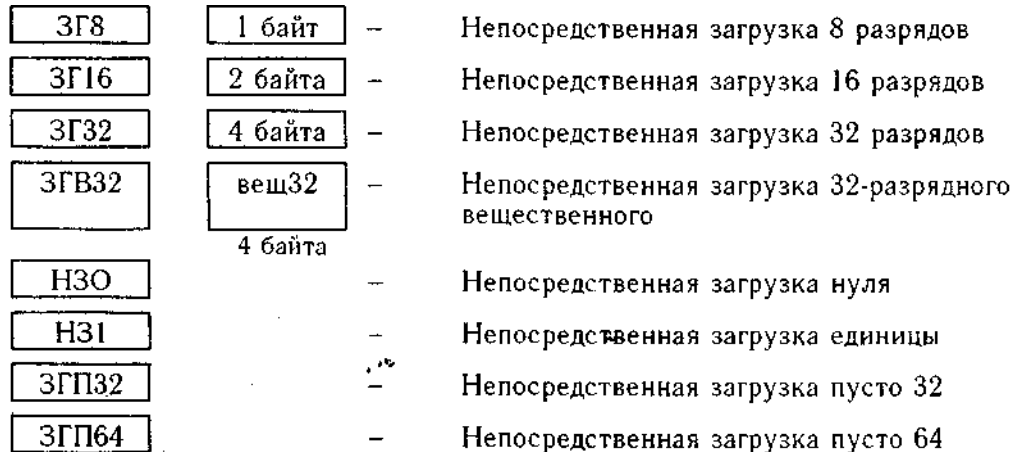 ЗГ8 1 байт – Непосредственная загрузка 8 разрядов
ЗГ16 2 байта – Непосредственная загрузка 16 разрядов
ЗГ32 4 байта – Непосредственная загрузка 32 разрядов
ЗГВ32 вещ32 – Непосредственная загрузка 32-разрядного
вещественного
4 байта
НЗО – Непосредственная загрузка нуля
НЗ1 – Непосредственная загрузка единицы
ЗГП32 – Непосредственная загрузка пусто 32
ЗГП64 – Непосредственная загрузка пусто 64